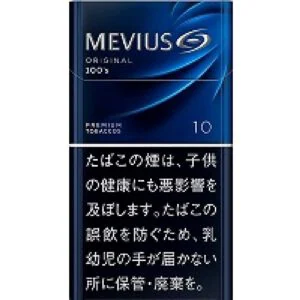 MEVIUS
ORIGINAL
100's
PREMIUM
TOBACCOS
10
たばこの煙は、子供
の健康にも悪影響を
及ぼします。たばこの
誤飲を防ぐため、乳
幼児の手が届かない
所に保管・廃棄を。